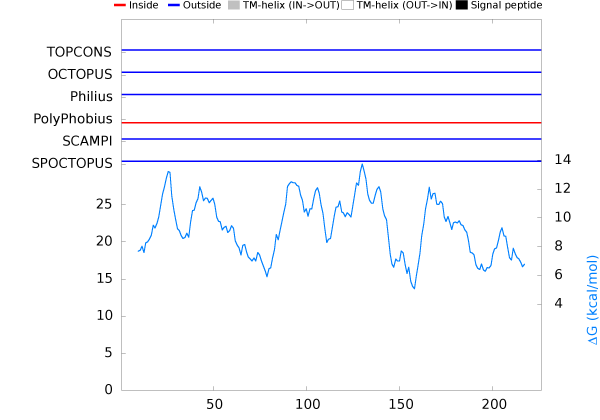 Inside Outside TM-helix (IN->OUT) TM-helix (OUT->IN) Signal peptide
TOPCONS
OCTOPUS
Philius
PolyPhobius
SCAMPI
SPOCTOPUS
25
20
15
10
5
0
14
12
10
8
6
4
ΔG (kcal/mol)
50 100 150 200